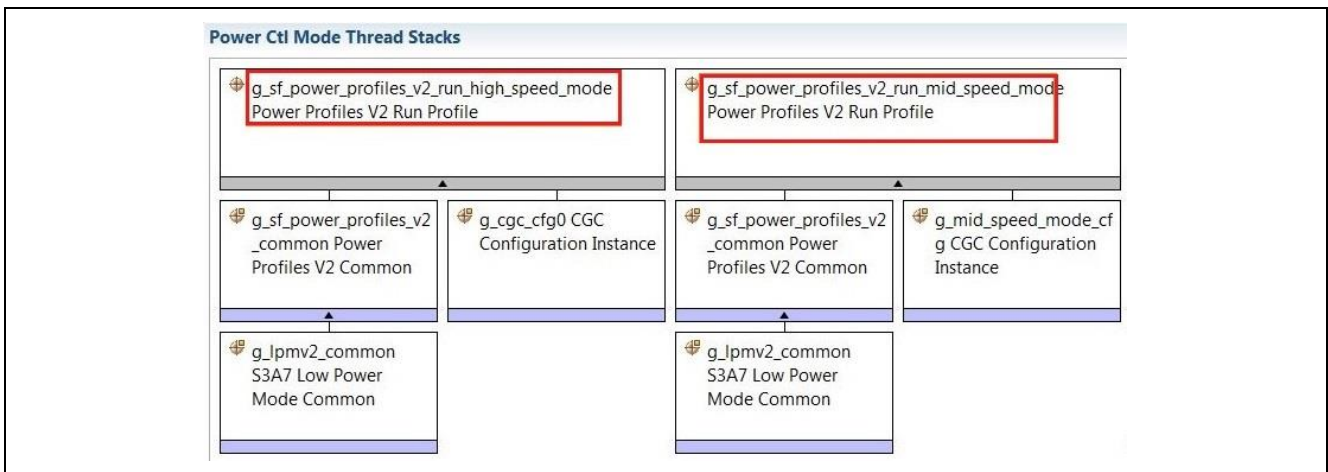 Power Ctl Mode Thread Stacks
g_sf_power_profiles_v2_run_high_speed_mode
Power Profiles V2 Run Profile
g_sf_power_profiles_v2_run_mid_speed_mode
Power Profiles V2 Run Profile
g_sf_power_profiles_v2
_common Power
Profiles V2 Common
g_cgc_cfg0 CGC
Configuration Instance
g_sf_power_profiles_v2
_common Power
Profiles V2 Common
g_mid_speed_mode_cf
g CGC Configuration
Instance
g_lpmv2_common
S3A7 Low Power
Mode Common
g_lpmv2_common
S3A7 Low Power
Mode Common